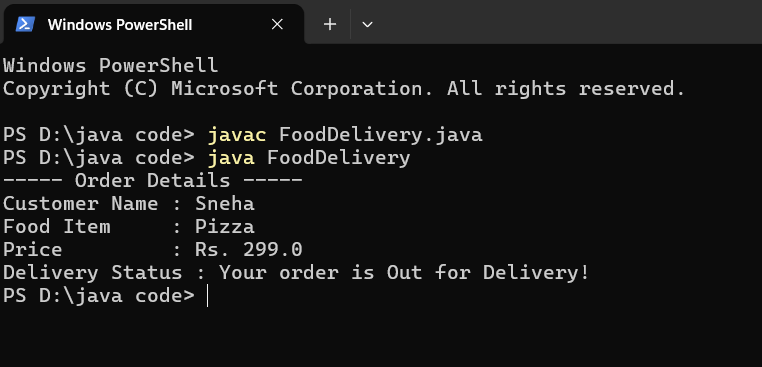 Windows PowerShell
Windows PowerShell
Copyright (C) Microsoft Corporation. All rights reserved.
PS D:\java code> javac FoodDelivery.java
PS D:\java code> java FoodDelivery
----- Order Details -----
Customer Name : Sneha
Food Item     : Pizza
Price         : Rs. 299.0
Delivery Status : Your order is Out for Delivery!
PS D:\java code>